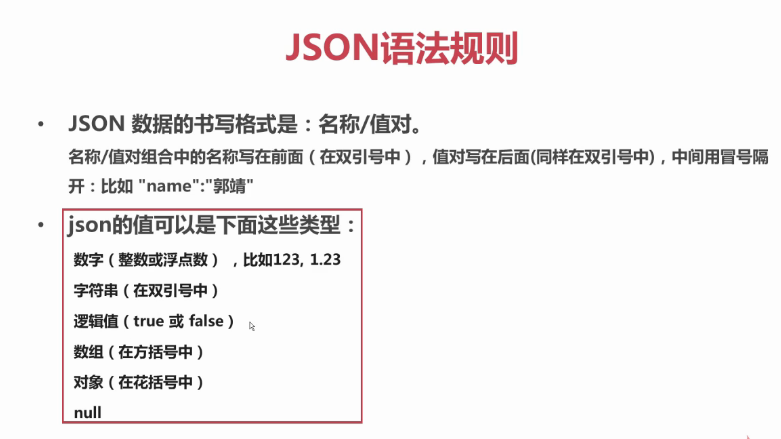 JSON语法规则
• JSON 数据的书写格式是：名称/值对。
名称/值对组合中的名称写在前面（在双引号中），值对写在后面(同样在双引号中)，中间用冒号隔
开：比如 "name":"郭靖"
• json的值可以是下面这些类型：
数字（整数或浮点数），比如123, 1.23
字符串（在双引号中）
逻辑值（true 或 false）
数组（在方括号中）
对象（在花括号中）
null